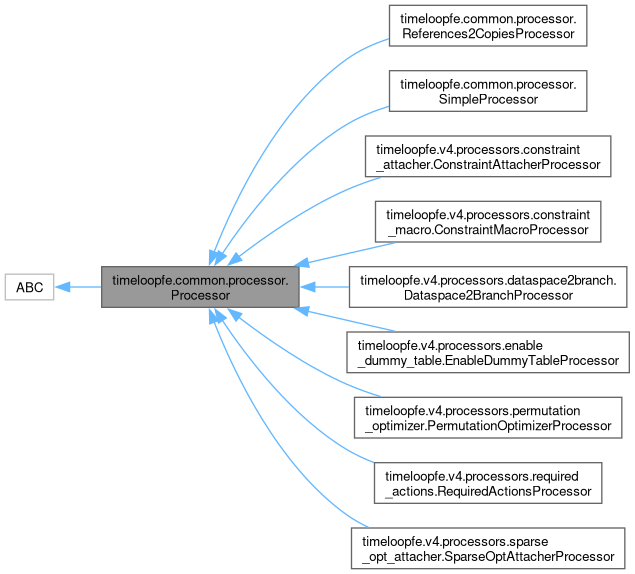 timeloopfe.common.processor.
References2CopiesProcessor
timeloopfe.common.processor.
SimpleProcessor
timeloopfe.v4.processors.constraint
_attacher.ConstraintAttacherProcessor
timeloopfe.v4.processors.constraint
_macro.ConstraintMacroProcessor
ABC
timeloopfe.common.processor.
Processor
timeloopfe.v4.processors.dataspace2branch.
Dataspace2BranchProcessor
timeloopfe.v4.processors.enable
_dummy_table.EnableDummyTableProcessor
timeloopfe.v4.processors.permutation
_optimizer.PermutationOptimizerProcessor
timeloopfe.v4.processors.required
_actions.RequiredActionsProcessor
timeloopfe.v4.processors.sparse
_opt_attacher.SparseOptAttacherProcessor